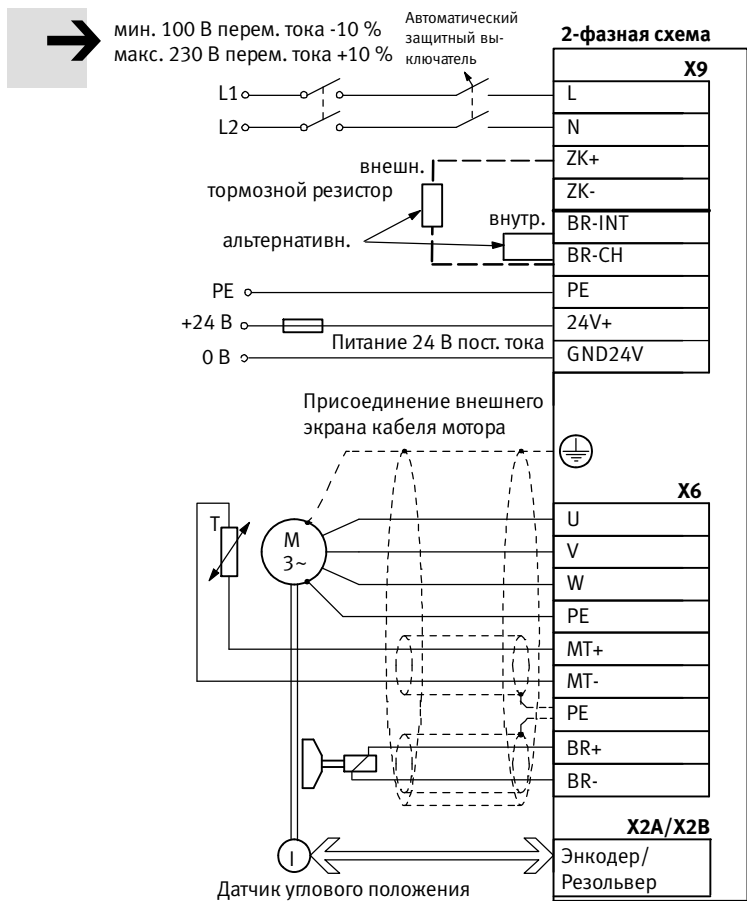 мин. 100 В перем. тока -10 %
макс. 230 В перем. тока +10 %
Автоматический
защитный вы-
ключатель
2-фазная схема
X9
L1
L
L2
N
ZK+
внешн.
тормозной резистор
ZK-
внутр.
BR-INT
альтернативн.
BR-CH
PE
PE
+24 В
24V+
Питание 24 В пост. тока
0 В
GND24V
Присоединение внешнего
экрана кабеля мотора
X6
T
M
3~
U
V
W
PE
MT+
MT-
PE
BR+
BR-
X2A/X2B
I
Энкодер/
Резольвер
Датчик углового положения